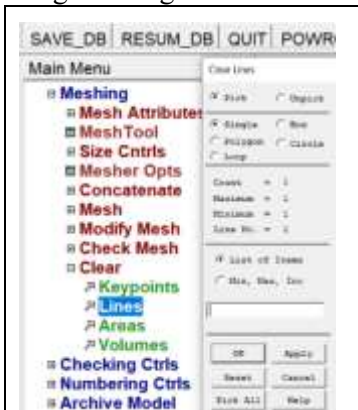 SAVE_DB RESUM_DB QUIT POWR
Main Menu
Meshing
Mesh Attributes
MeshTool
Size Cntrls
Mesher Opts
Concatenate
Mesh
Modify Mesh
Check Mesh
Clear
Keypoints
Lines
Areas
Volumes
Checking Ctrls
Numbering Ctrls
Archive Model
Clear Lines
Pick Unpick
Single Box
Polygon Circle
Loop
Count = 1
Maximum = 1
Minimum = 1
Line No. = 1
List of Items
Min, Max, Inc
OK Apply
Reset Cancel
Pick All Help